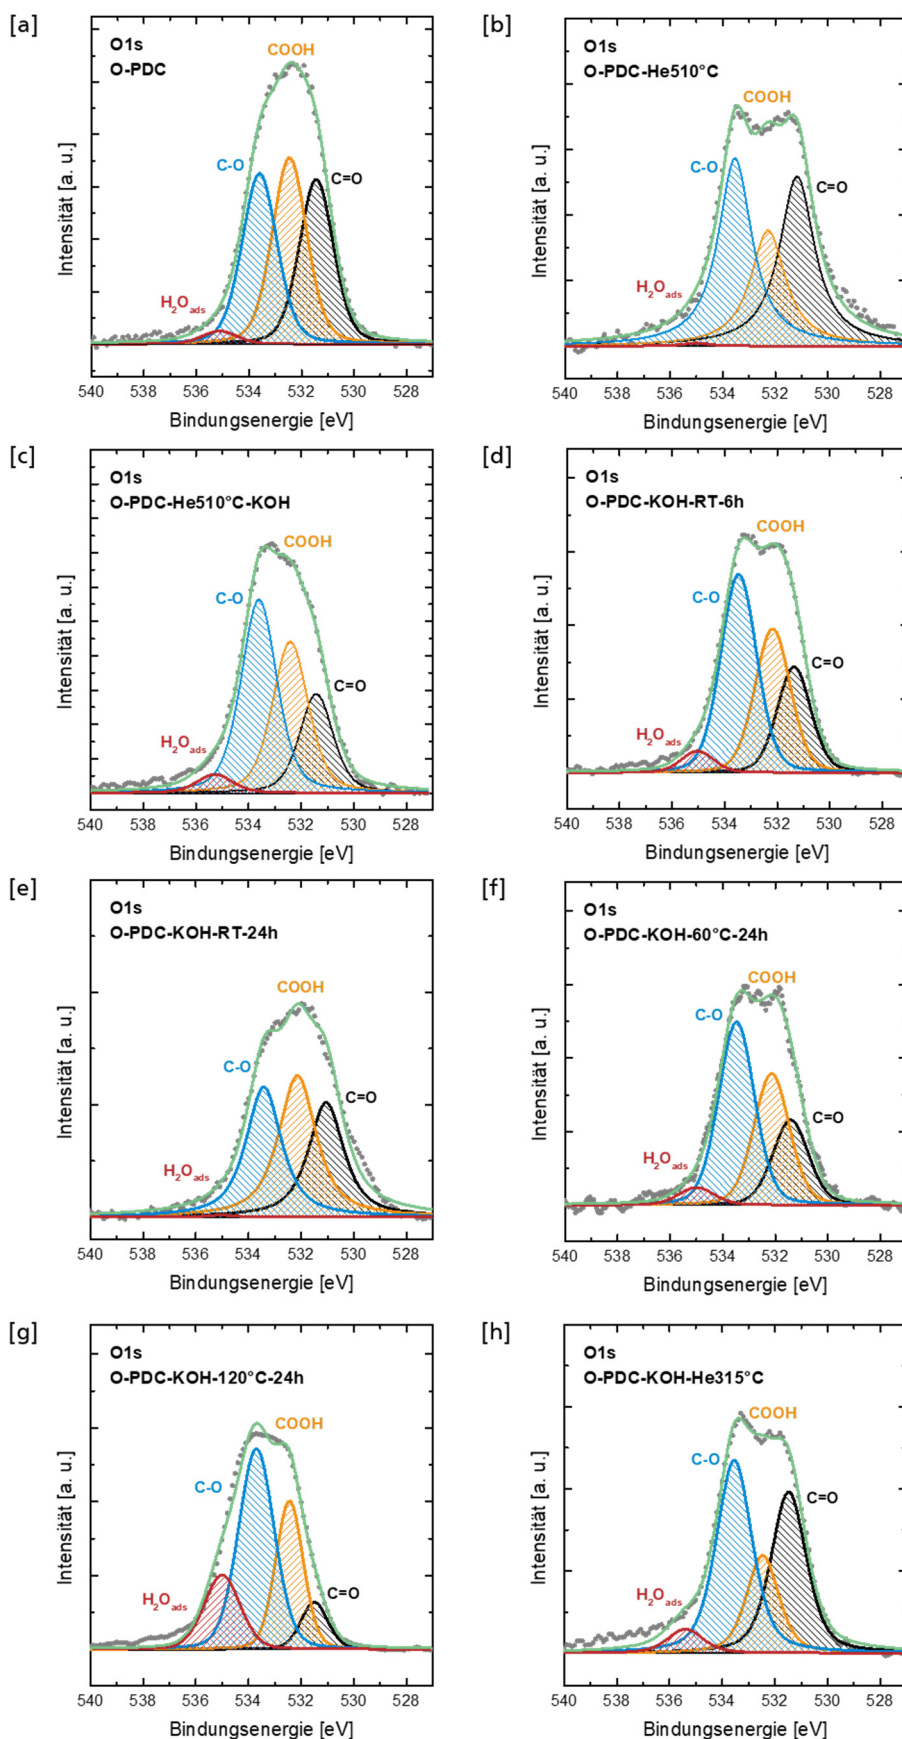 [a]
O1s
O-PDC
COOH
C-O
C=O
H₂Oads
Intensität [a. u.]
540 538 536 534 532 530 528
Bindungsenergie [eV]
[b]
O1s
O-PDC-He510°C
COOH
C-O
C=O
H₂Oads
Intensität [a. u.]
540 538 536 534 532 530 528
Bindungsenergie [eV]
[c]
O1s
O-PDC-He510°C-KOH
COOH
C-O
C=O
H₂Oads
Intensität [a. u.]
540 538 536 534 532 530 528
Bindungsenergie [eV]
[d]
O1s
O-PDC-KOH-RT-6h
COOH
C-O
C=O
H₂Oads
Intensität [a. u.]
540 538 536 534 532 530 528
Bindungsenergie [eV]
[e]
O1s
O-PDC-KOH-RT-24h
COOH
C-O
C=O
H₂Oads
Intensität [a. u.]
540 538 536 534 532 530 528
Bindungsenergie [eV]
[f]
O1s
O-PDC-KOH-60°C-24h
COOH
C-O
C=O
H₂Oads
Intensität [a. u.]
540 538 536 534 532 530 528
Bindungsenergie [eV]
[g]
O1s
O-PDC-KOH-120°C-24h
COOH
C-O
C=O
H₂Oads
Intensität [a. u.]
540 538 536 534 532 530 528
Bindungsenergie [eV]
[h]
O1s
O-PDC-KOH-He315°C
COOH
C-O
C=O
H₂Oads
Intensität [a. u.]
540 538 536 534 532 530 528
Bindungsenergie [eV]